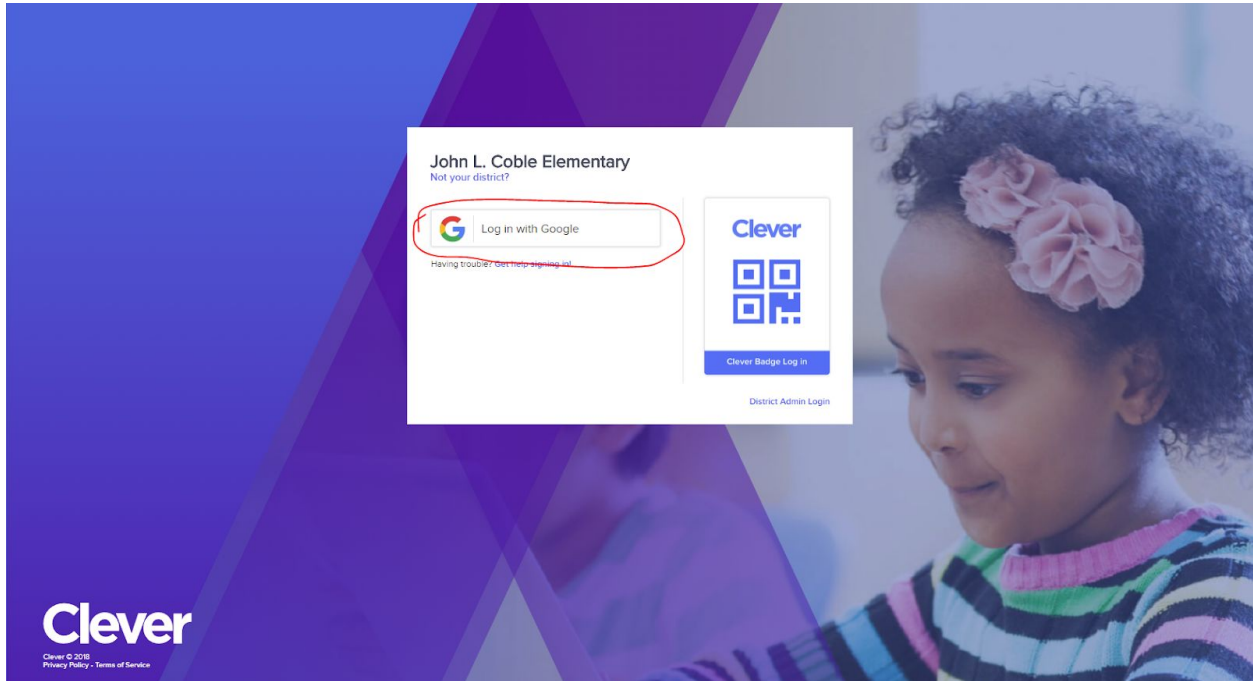 John L. Coble Elementary
Not your district?
Log in with Google
Having trouble? Get help signing in!
Clever
Clever Badge Log in
District Admin Login
Clever
Clever © 2018
Privacy Policy - Terms of Service